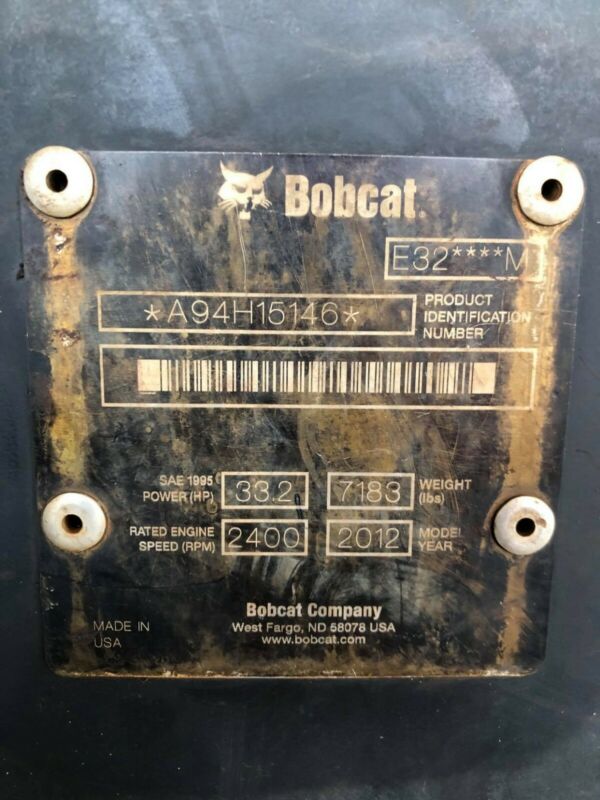 Bobcat.
E32****M
*A94H15146*
PRODUCT
IDENTIFICATION
NUMBER
SAE 1995
POWER (HP)
33.2
7183
WEIGHT
(lbs)
RATED ENGINE
SPEED (RPM)
2400
2012
MODEL
YEAR
Bobcat Company
West Fargo, ND 58078 USA
www.bobcat.com
MADE IN
USA